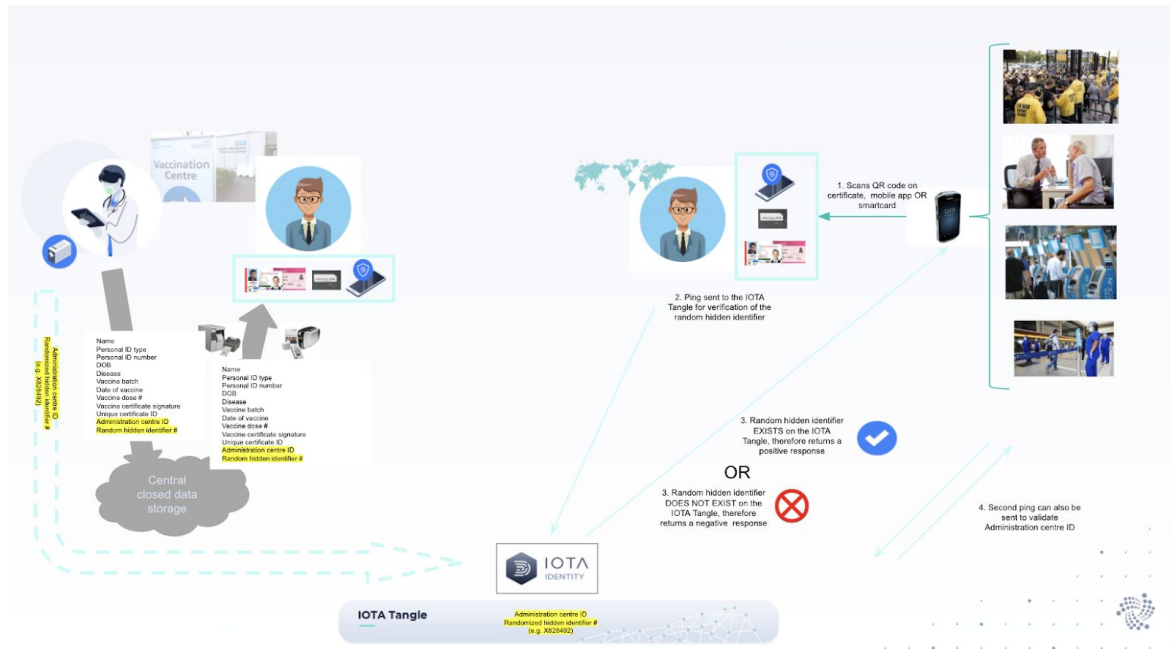 Vaccination
Centre
Administration centre ID
Randomized hidden identifier #
(e.g. X828492)
Name
Personal ID type
Personal ID number
DOB
Disease
Vaccine batch
Date of vaccine
Vaccine dose #
Vaccine certificate signature
Unique certificate ID
Administration centre ID
Random hidden identifier #
Name
Personal ID type
Personal ID number
DOB
Disease
Vaccine batch
Date of vaccine
Vaccine dose #
Vaccine certificate signature
Unique certificate ID
Administration centre ID
Random hidden identifier #
Central
closed data
storage
1. Scans QR code on
certificate, mobile app OR
smartcard
2. Ping sent to the IOTA
Tangle for verification of the
random hidden identifier
3. Random hidden identifier
EXISTS on the IOTA
Tangle, therefore returns a
positive response
OR
3. Random hidden identifier
DOES NOT EXIST on the
IOTA Tangle, therefore
returns a negative response
4. Second ping can also be
sent to validate
Administration centre ID
IOTA
IDENTITY
IOTA Tangle
Administration centre ID
Randomized hidden identifier #
(e.g. X828492)